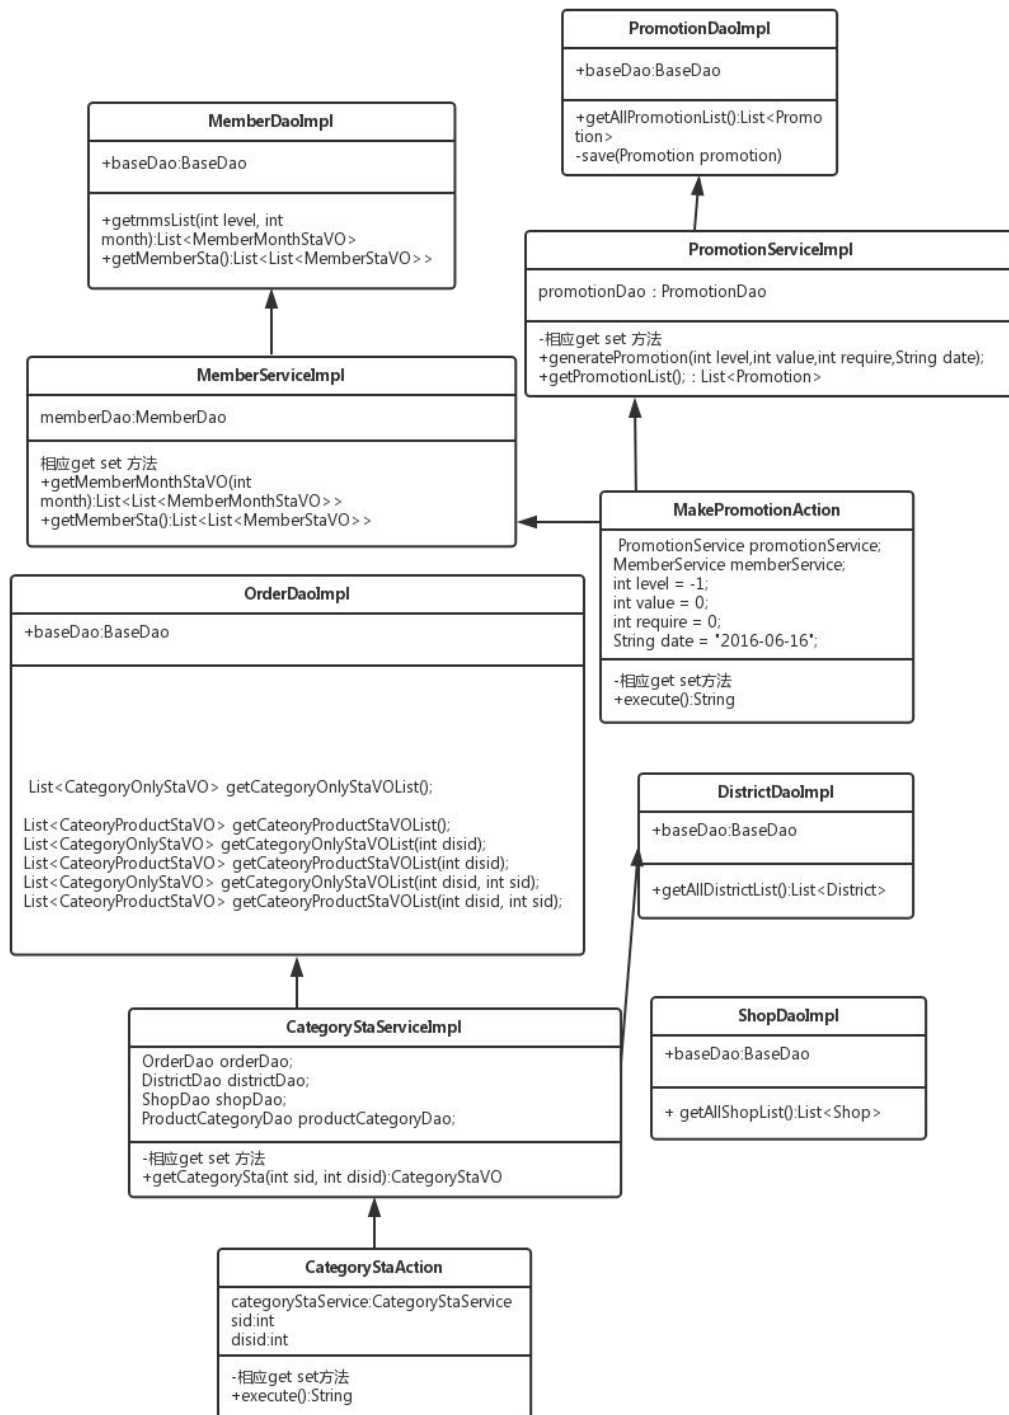 PromotionDaoImpl
+baseDao:BaseDao
+getAllPromotionList():List<Promo
tion>
-save(Promotion promotion)
MemberDaoImpl
+baseDao:BaseDao
+getmmsList(int level, int
month):List<MemberMonthStaVO>
+getMemberSta():List<List<MemberStaVO>>
PromotionServiceImpl
promotionDao : PromotionDao
-相应get set 方法
+generatePromotion(int level,int value,int require,String date);
+getPromotionList(); : List<Promotion>
MemberServiceImpl
memberDao:MemberDao
相应get set 方法
+getMemberMonthStaVO(int
month):List<List<MemberMonthStaVO>>
+getMemberSta():List<List<MemberStaVO>>
MakePromotionAction
PromotionService promotionService;
MemberService memberService;
int level = -1;
int value = 0;
int require = 0;
String date = "2016-06-16";
-相应get set方法
+execute():String
OrderDaoImpl
+baseDao:BaseDao
List<CategoryOnlyStaVO> getCategoryOnlyStaVOList();
List<CateoryProductStaVO> getCateoryProductStaVOList();
List<CategoryOnlyStaVO> getCategoryOnlyStaVOList(int disid);
List<CateoryProductStaVO> getCateoryProductStaVOList(int disid);
List<CategoryOnlyStaVO> getCategoryOnlyStaVOList(int disid, int sid);
List<CateoryProductStaVO> getCateoryProductStaVOList(int disid, int sid);
DistrictDaoImpl
+baseDao:BaseDao
+getAllDistrictList():List<District>
CategoryStaServiceImpl
OrderDao orderDao;
DistrictDao districtDao;
ShopDao shopDao;
ProductCategoryDao productCategoryDao;
-相应get set 方法
+getCategorySta(int sid, int disid):CategoryStaVO
ShopDaoImpl
+baseDao:BaseDao
+ getAllShopList():List<Shop>
CategoryStaAction
categoryStaService:CategoryStaService
sid:int
disid:int
-相应get set方法
+execute():String